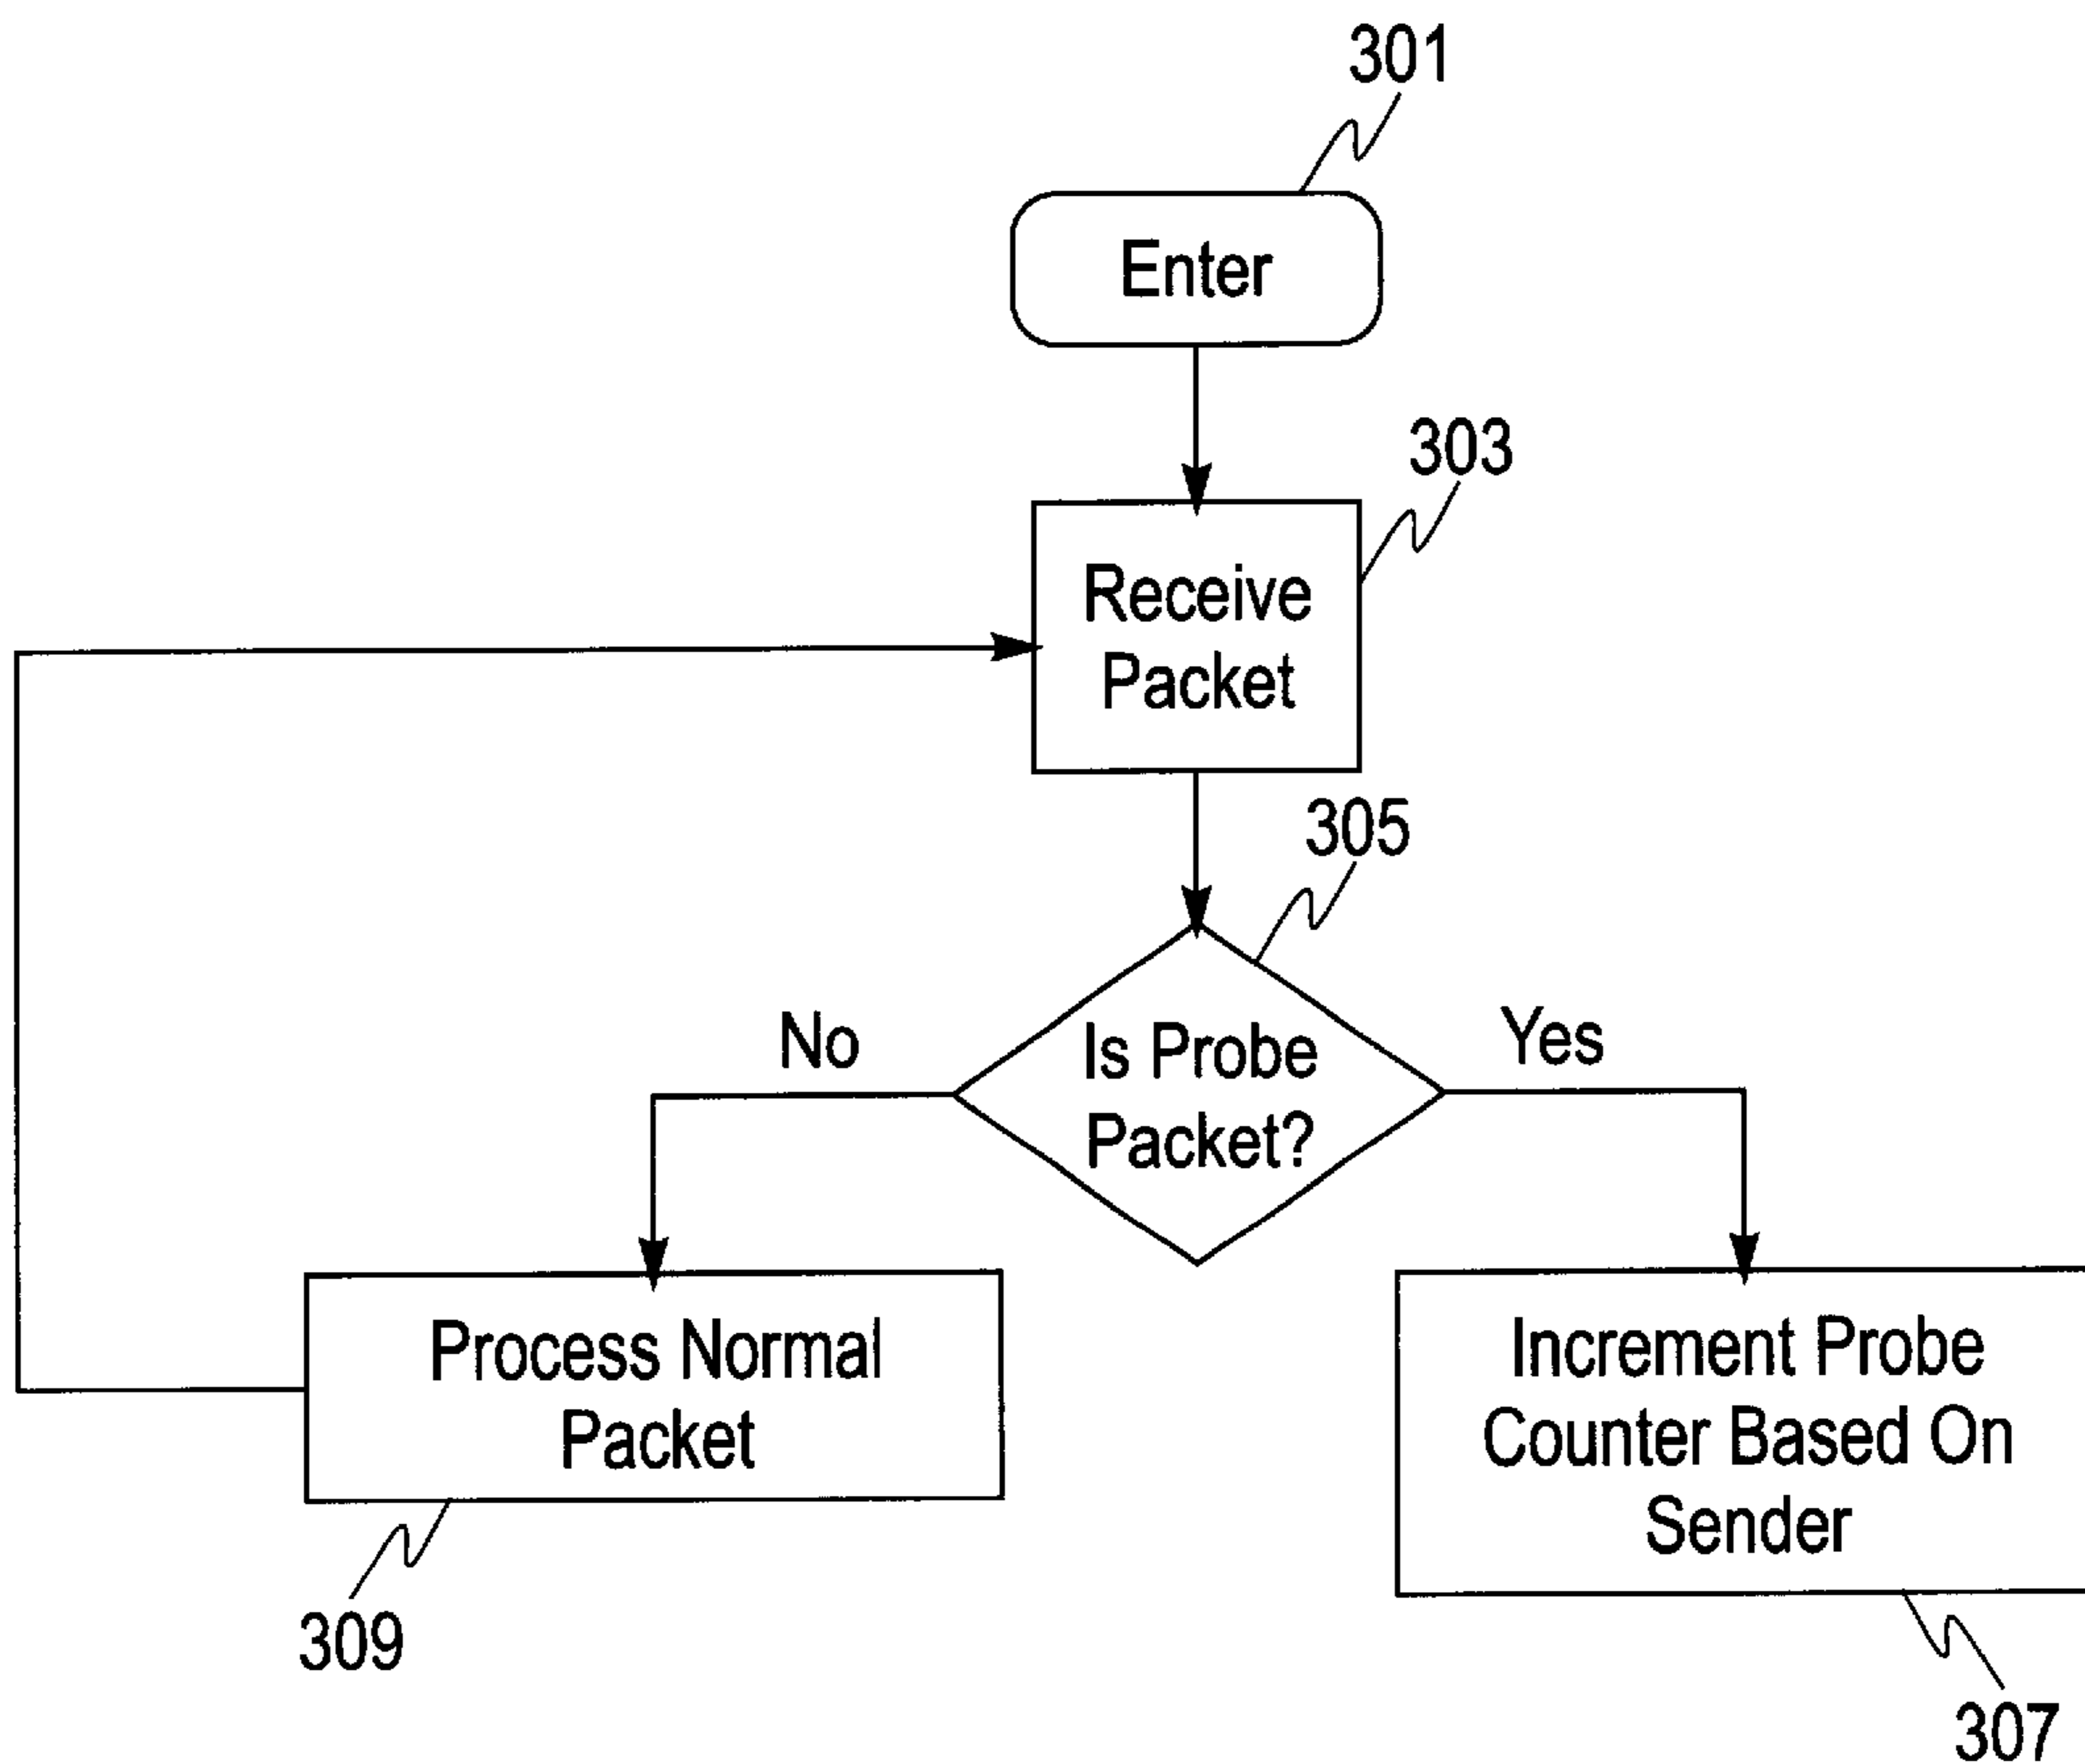 301
Enter
303
Receive
Packet
305
No
Is Probe
Packet?
Yes
Process Normal
Packet
Increment Probe
Counter Based On
Sender
309
307